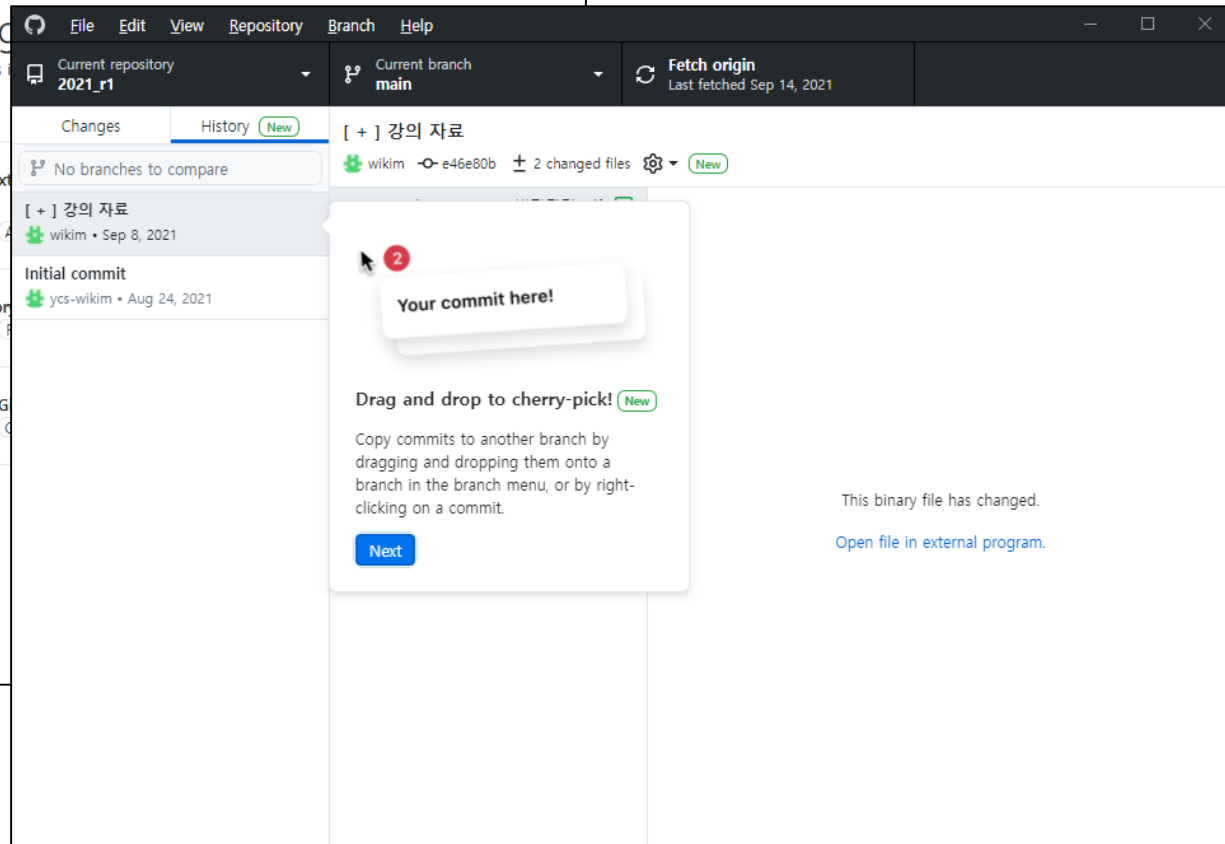 File Edit View Repository Branch Help
Current repository
2021_r1
Current branch
main
Fetch origin
Last fetched Sep 14, 2021
Changes
History New
No branches to compare
[ + ] 강의 자료
wikim • Sep 8, 2021
Initial commit
ycs-wikim • Aug 24, 2021
[ + ] 강의 자료
wikim e46e80b 2 changed files New
2
Your commit here!
Drag and drop to cherry-pick! New
Copy commits to another branch by
dragging and dropping them onto a
branch in the branch menu, or by right-
clicking on a commit.
Next
This binary file has changed.
Open file in external program.